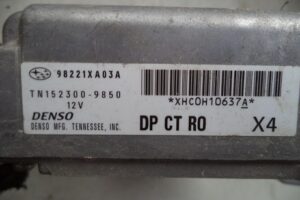 98221XA03A
TN152300-9850
12V
DENSO
DENSO MFG. TENNESSEE, INC.
*XHC0H10637A*
DP CT R0 X4